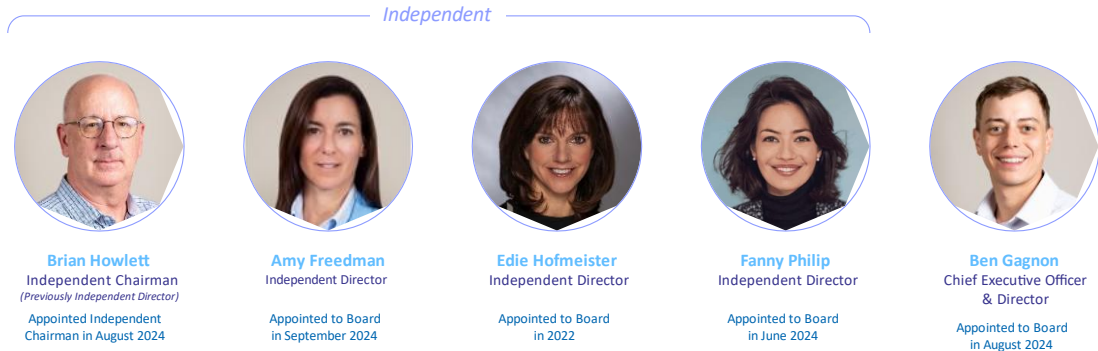 Independent
Brian Howlett
Independent Chairman
(Previously Independent Director)
Appointed Independent
Chairman in August 2024
Amy Freedman
Independent Director
Appointed to Board
in September 2024
Edie Hofmeister
Independent Director
Appointed to Board
in 2022
Fanny Philip
Independent Director
Appointed to Board
in June 2024
Ben Gagnon
Chief Executive Officer
& Director
Appointed to Board
in August 2024